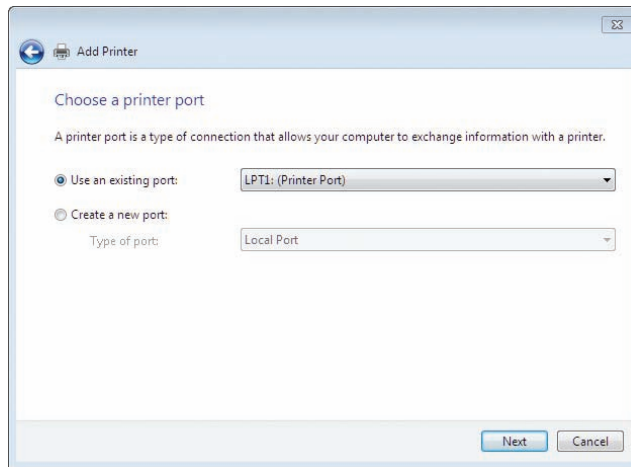 Add Printer
Choose a printer port
A printer port is a type of connection that allows your computer to exchange information with a printer.
Use an existing port: LPT1: (Printer Port)
Create a new port:
Type of port: Local Port
Next Cancel